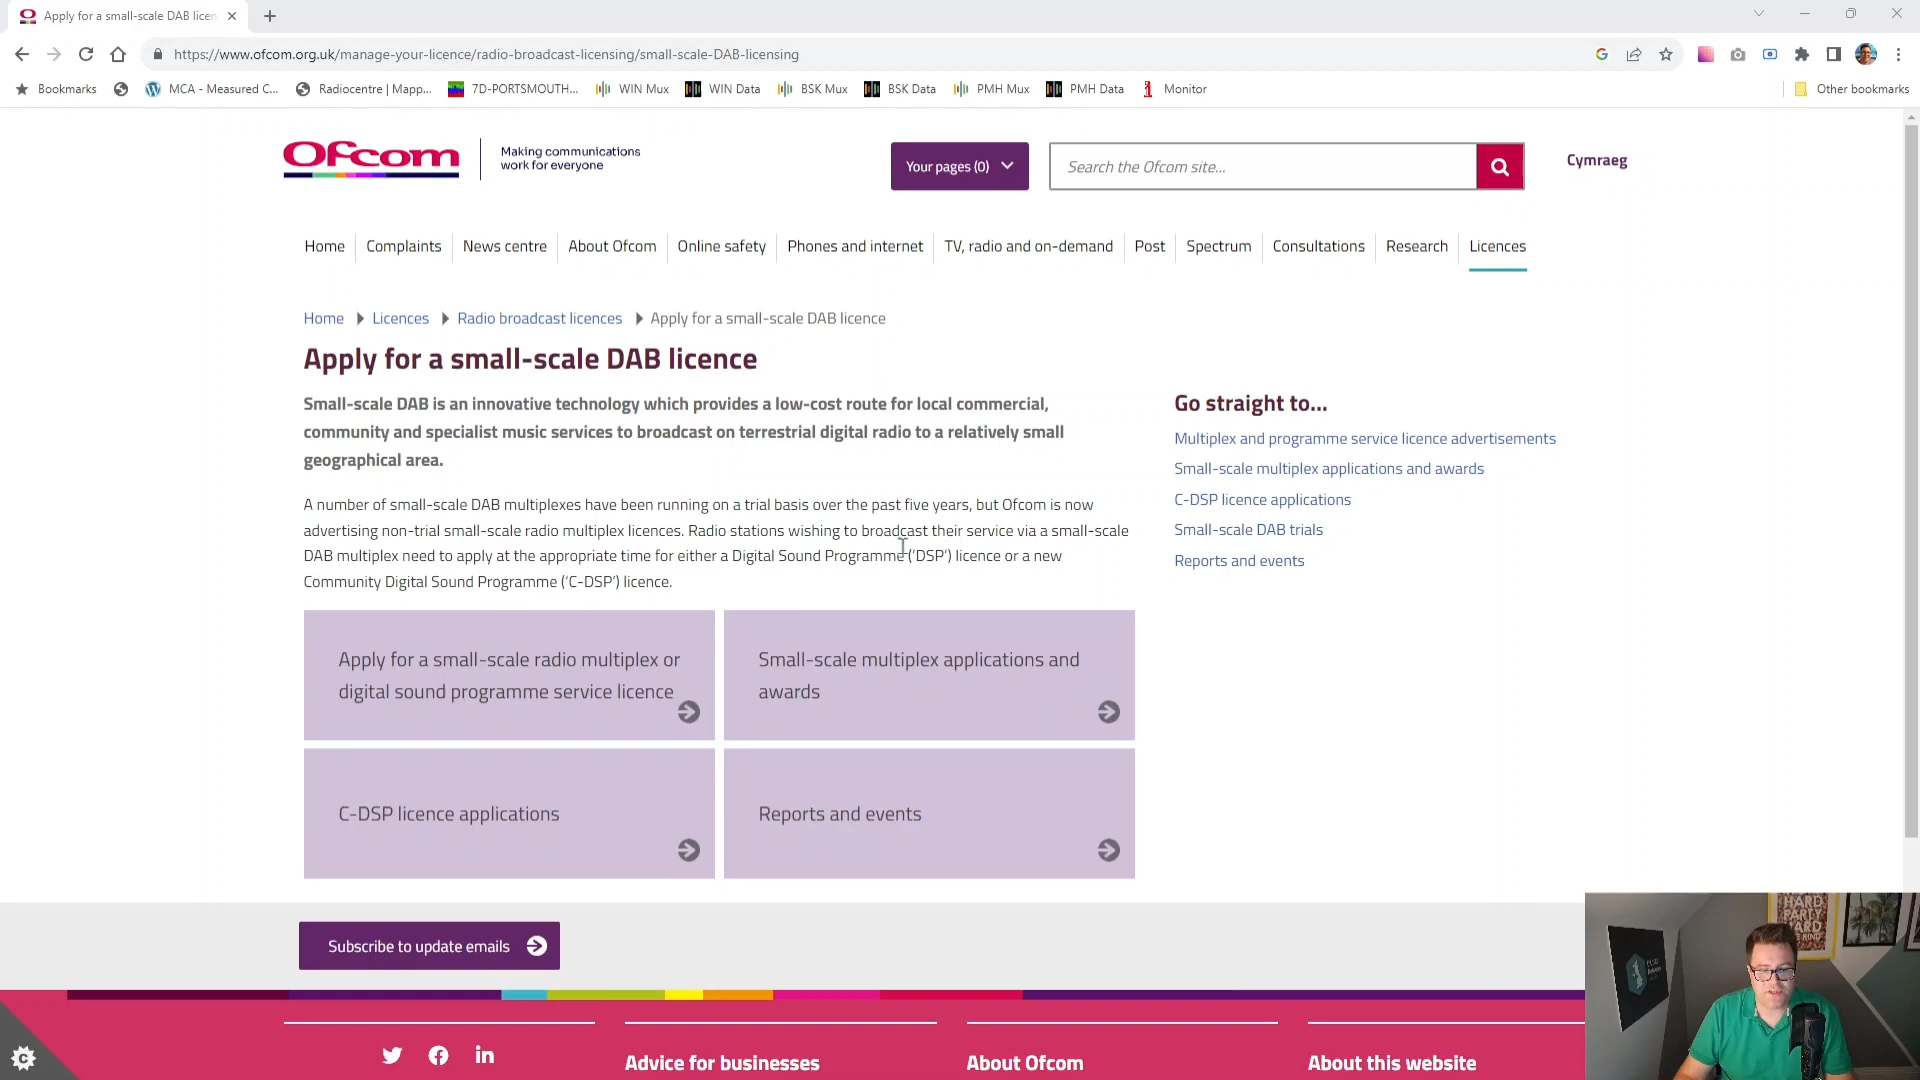 Apply for a small-scale DAB licen
https://www.ofcom.org.uk/manage-your-licence/radio-broadcast-licensing/small-scale-DAB-licensing
Bookmarks
MCA - Measured C...
Radiocentre | Mapp...
7D-PORTSMOUTH...
WIN Mux
WIN Data
BSK Mux
BSK Data
PMH Mux
PMH Data
Monitor
Other bookmarks
Ofcom
Making communications
work for everyone
Your pages (0)
Search the Ofcom site...
Cymraeg
Home
Complaints
News centre
About Ofcom
Online safety
Phones and internet
TV, radio and on-demand
Post
Spectrum
Consultations
Research
Licences
Home
Licences
Radio broadcast licences
Apply for a small-scale DAB licence
Apply for a small-scale DAB licence
Small-scale DAB is an innovative technology which provides a low-cost route for local commercial,
community and specialist music services to broadcast on terrestrial digital radio to a relatively small
geographical area.
A number of small-scale DAB multiplexes have been running on a trial basis over the past five years, but Ofcom is now
advertising non-trial small-scale radio multiplex licences. Radio stations wishing to broadcast their service via a small-scale
DAB multiplex need to apply at the appropriate time for either a Digital Sound Programme ('DSP') licence or a new
Community Digital Sound Programme ('C-DSP') licence.
Go straight to...
Multiplex and programme service licence advertisements
Small-scale multiplex applications and awards
C-DSP licence applications
Small-scale DAB trials
Reports and events
Apply for a small-scale radio multiplex or
digital sound programme service licence
Small-scale multiplex applications and
awards
C-DSP licence applications
Reports and events
Subscribe to update emails
HARD
PARTY
HARD
Advice for businesses
About Ofcom
About this website